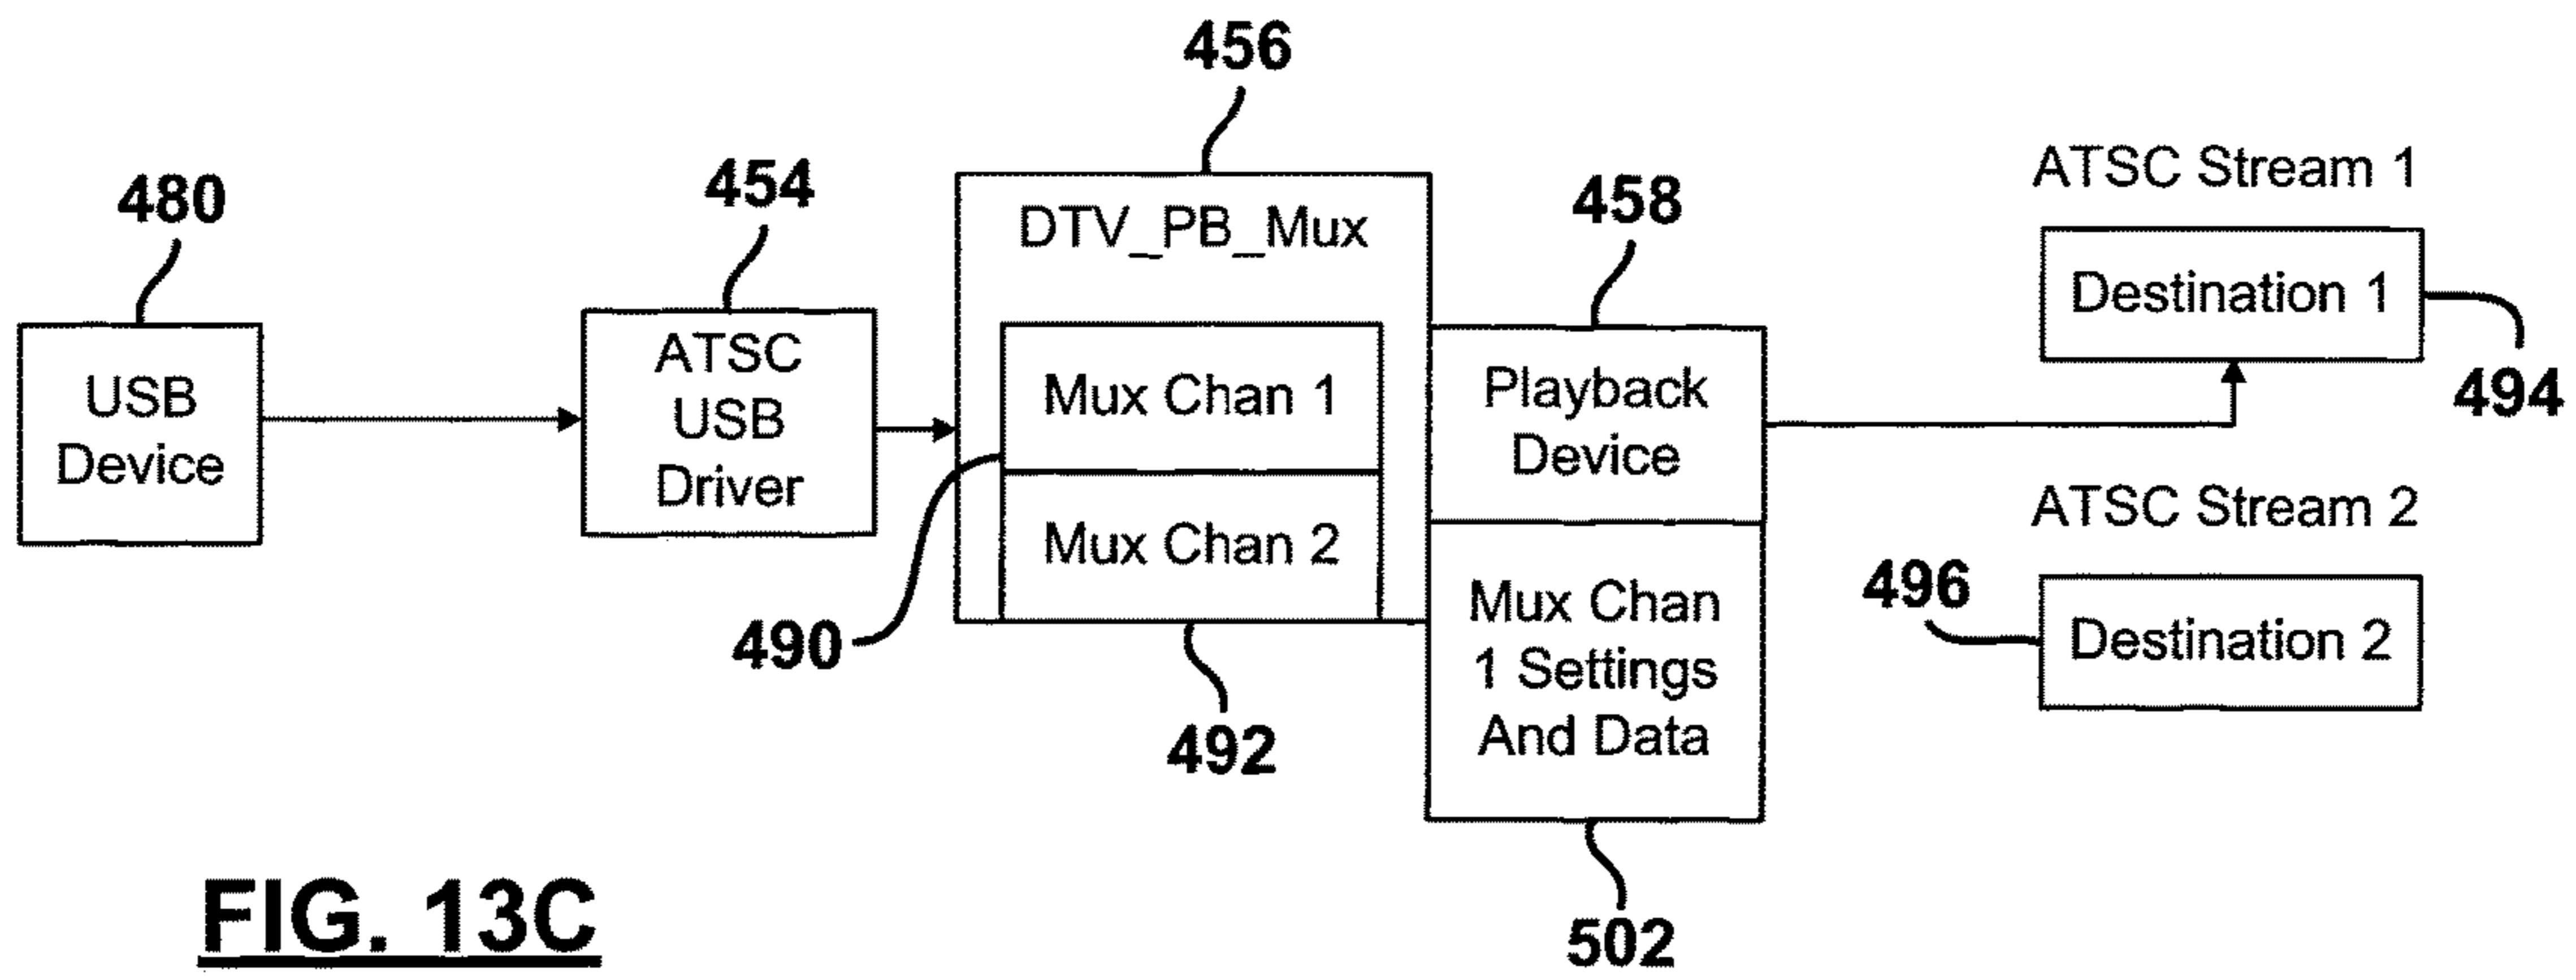 456
480
454
458
ATSC Stream 1
DTV_PB_Mux
Destination 1
494
USB
Device
ATSC
USB
Driver
Mux Chan 1
Mux Chan 2
Playback
Device
ATSC Stream 2
496
Destination 2
490
492
Mux Chan
1 Settings
And Data
502
FIG. 13C